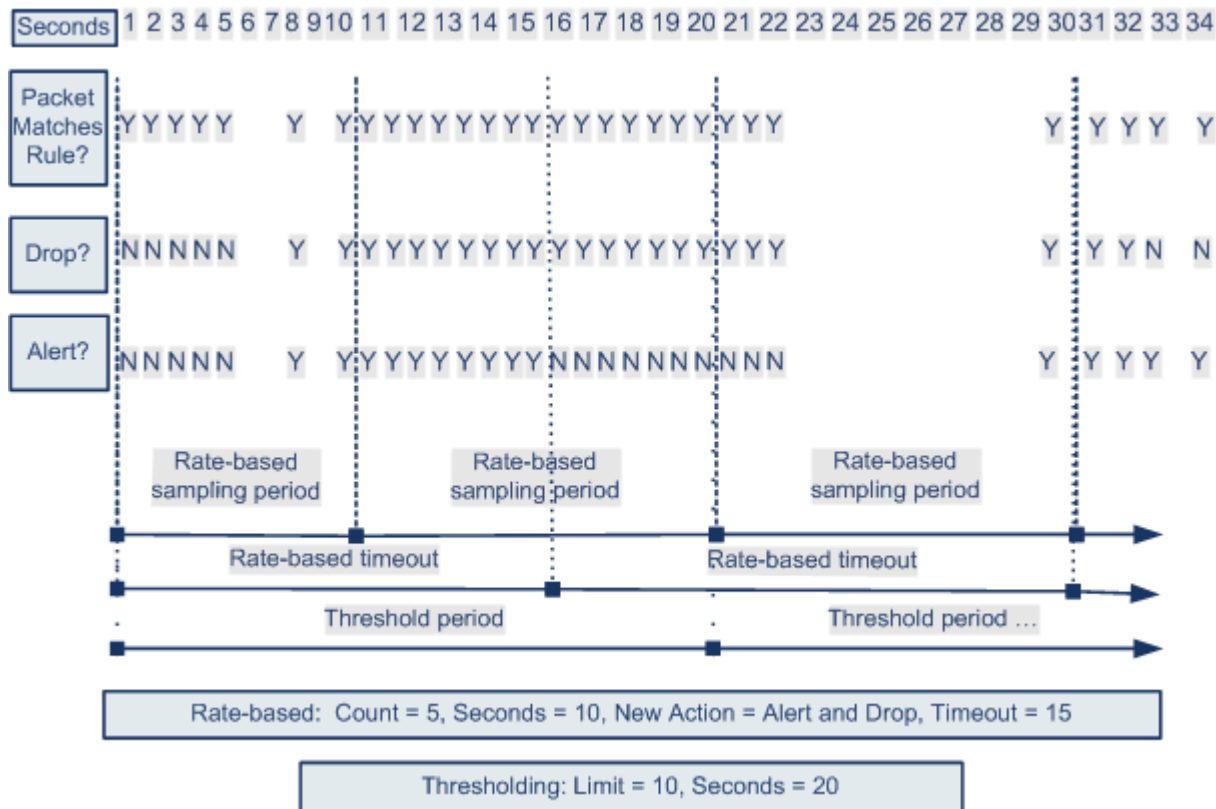 Seconds 1 2 3 4 5 6 7 8 9 10 11 12 13 14 15 16 17 18 19 20 21 22 23 24 25 26 27 28 29 30 31 32 33 34
Packet
Matches
Rule?
Y Y Y Y Y Y Y Y Y Y Y Y Y Y Y Y Y Y Y Y Y Y Y Y Y Y Y Y Y Y
Drop?
N N N N N Y Y Y Y Y Y Y Y Y Y Y Y Y Y Y Y Y Y Y Y Y Y Y N N
Alert?
N N N N N Y Y Y Y Y Y Y Y Y Y N N N N N N N N N N Y Y Y Y Y
Rate-based
sampling period
Rate-based
sampling period
Rate-based
sampling period
Rate-based timeout
Rate-based timeout
Threshold period
Threshold period ...
Rate-based: Count = 5, Seconds = 10, New Action = Alert and Drop, Timeout = 15
Thresholding: Limit = 10, Seconds = 20